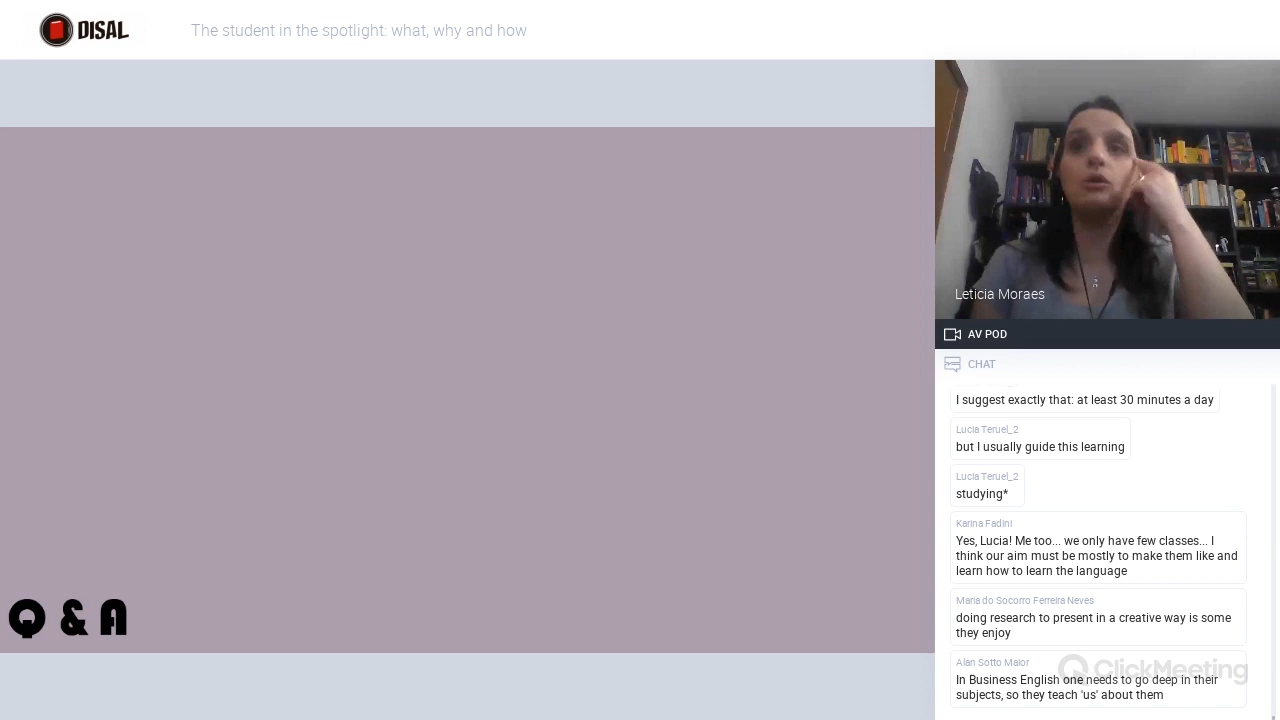 DISAL
The student in the spotlight: what, why and how
Leticia Moraes
AV POD
CHAT
I suggest exactly that: at least 30 minutes a day
Lucia Teruel_2
but I usually guide this learning
Lucia Teruel_2
studying*
Karina Fadini
Yes, Lucia! Me too... we only have few classes... I
think our aim must be mostly to make them like and
learn how to learn the language
Maria do Socorro Ferreira Neves
doing research to present in a creative way is some
they enjoy
Alan Sotto Maior
In Business English one needs to go deep in their
subjects, so they teach 'us' about them
ClickMeeting
Q & A